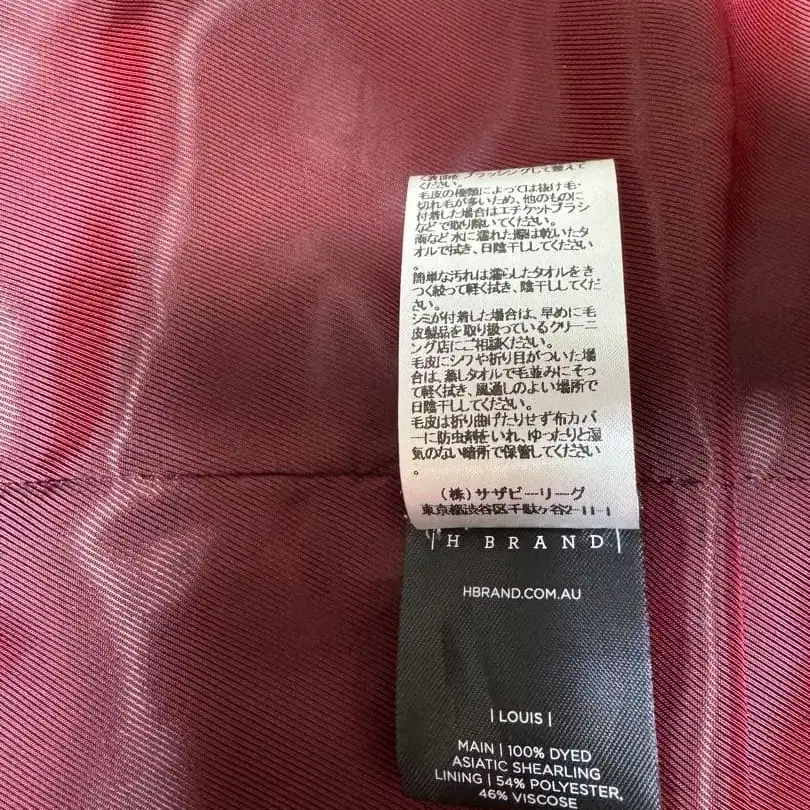 ください。
毛皮の種類によっては抜け毛・
切れ毛が多いため、他のものに
付着した場合はエチケットブラシ
などで取り除いてください。
雨など水に濡れた際は乾いたタ
オルで拭き、日陰干ししてください
。
簡単な汚れは濡らしたタオルをき
つく絞って軽く拭き、陰干ししてくだ
さい。
シミが付着した場合は、早めに毛
皮製品を取り扱っているクリーニ
ング店にご相談ください。
毛皮にシワや折り目がついた場
合は、蒸しタオルで毛並みにそっ
て軽く拭き、風通しのよい場所で
日陰干ししてください。
毛皮は折り曲げたりせず布カバ
ーに防虫剤をいれ、ゆったりと湿
気のない暗所で保管してください
。
（株）サザビーリーグ
東京都渋谷区千駄ヶ谷2-11-1
|H BRAND|
HBRAND.COM.AU
| LOUIS |
MAIN | 100% DYED
ASIATIC SHEARLING
LINING | 54% POLYESTER,
46% VISCOSE